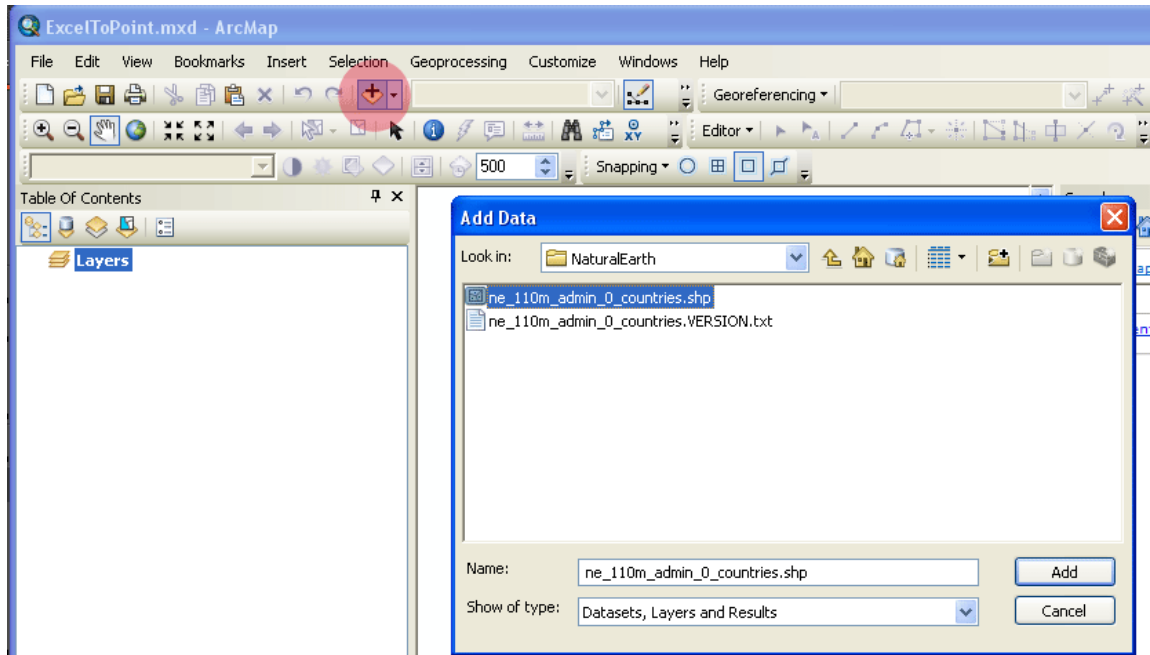 ExcelToPoint.mxd - ArcMap
File Edit View Bookmarks Insert Selection Geoprocessing Customize Windows Help
Georeferencing
Editor
500 Snapping
Table Of Contents
Layers
Add Data
Look in: NaturalEarth
ne_110m_admin_0_countries.shp
ne_110m_admin_0_countries.VERSION.txt
Name: ne_110m_admin_0_countries.shp Add
Show of type: Datasets, Layers and Results Cancel